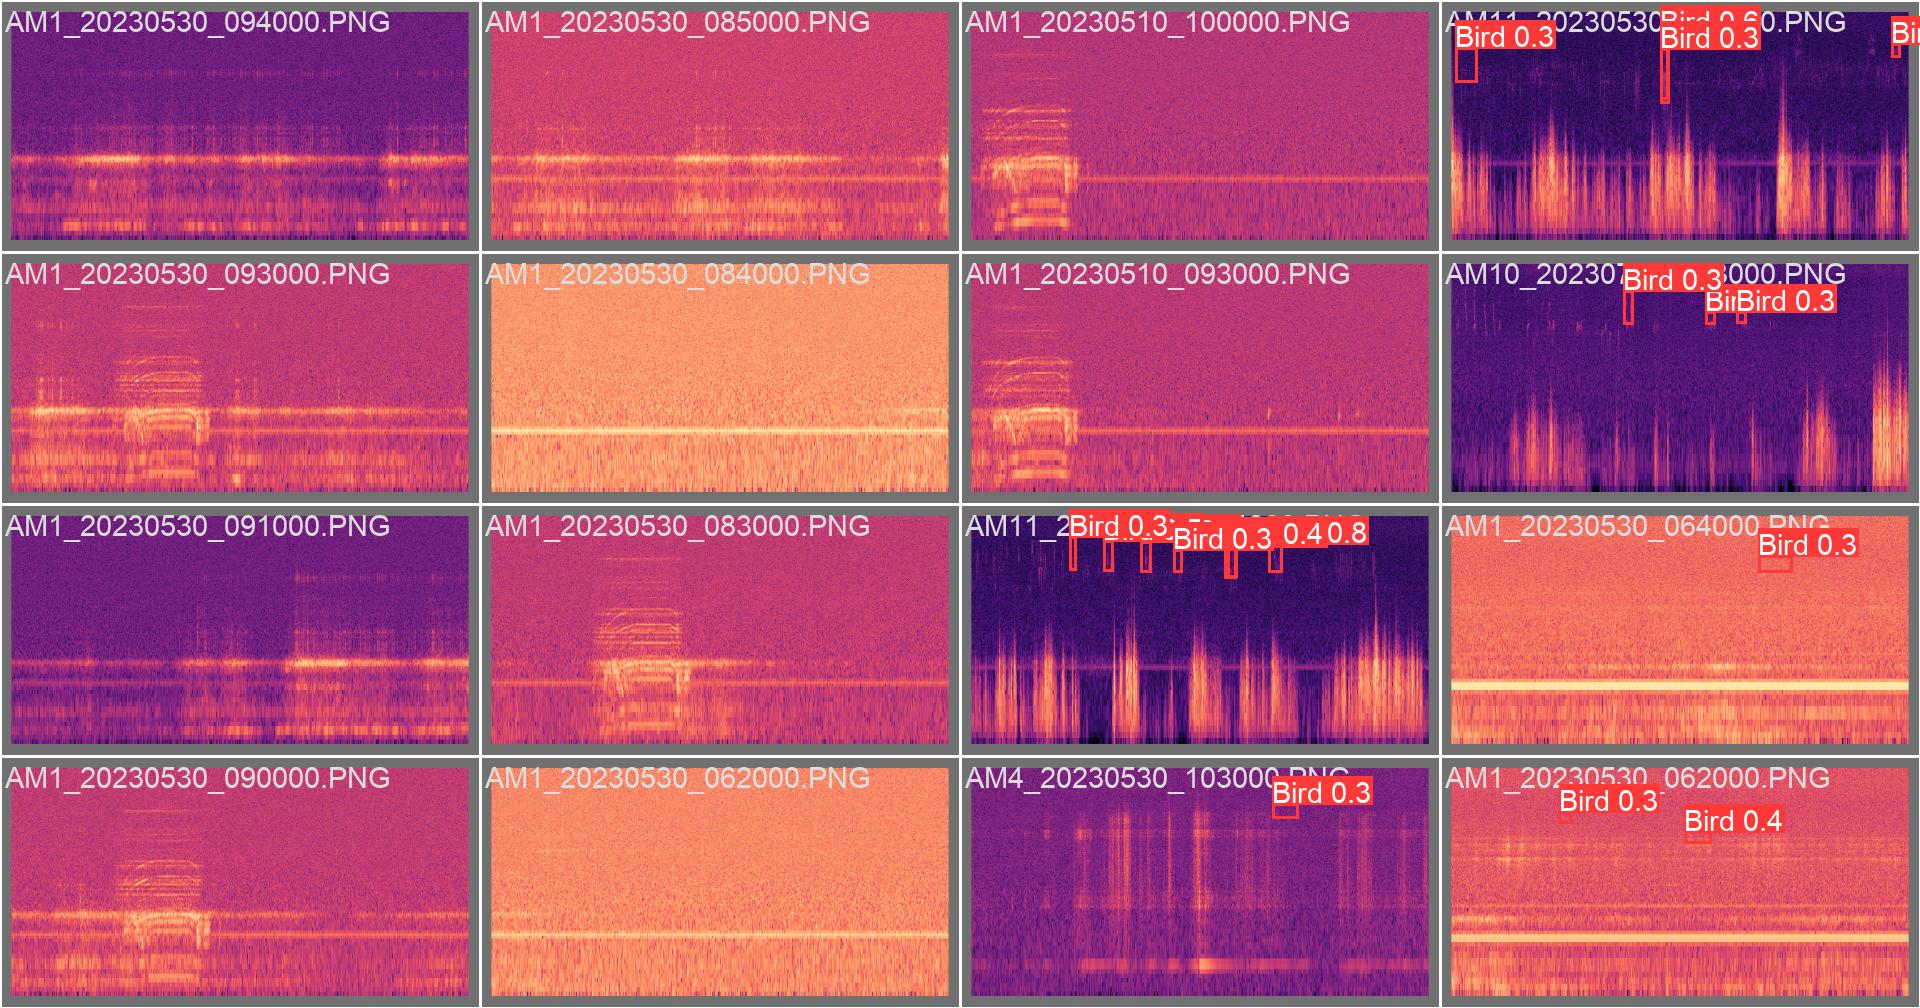 AM1_20230530_094000.PNG
AM1_20230530_085000.PNG
AM1_20230510_100000.PNG
Bird 0.3
Bird 0.3
AM1_20230530_093000.PNG
AM1_20230530_084000.PNG
AM1_20230510_093000.PNG
Bird 0.3
Bird 0.3
AM1_20230530_091000.PNG
AM1_20230530_083000.PNG
Bird 0.3
Bird 0.3
0.4
0.8
AM1_20230530_064000.PNG
Bird 0.3
AM1_20230530_090000.PNG
AM1_20230530_062000.PNG
AM4_20230530_103000.PNG
Bird 0.3
AM1_20230530_062000.PNG
Bird 0.3
Bird 0.4